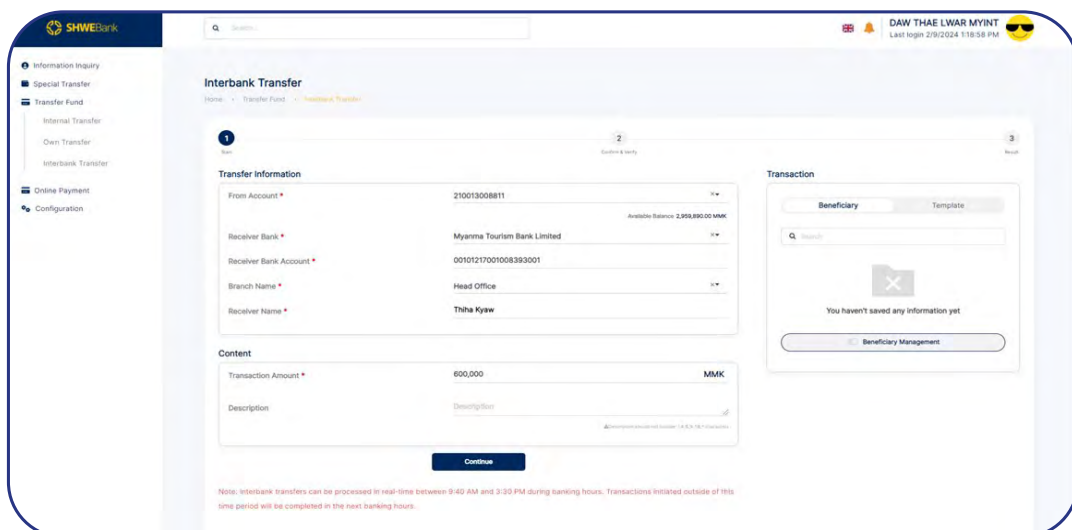 SHWEBank
Search...
DAW THAE LWAR MYINT
Last login 2/9/2024 1:18:58 PM
Information Inquiry
Special Transfer
Transfer Fund
Internal Transfer
Own Transfer
Interbank Transfer
Online Payment
Configuration
Interbank Transfer
Home • Transfer Fund • Interbank Transfer
1
2
3
Confirm & Verify
Result
Transfer Information
From Account *
210013008811
Available Balance 2,959,690.00 MMK
Receiver Bank *
Myanma Tourism Bank Limited
Receiver Bank Account *
00101217001008393001
Branch Name *
Head Office
Receiver Name *
Thiha Kyaw
Content
Transaction Amount *
600,000
MMK
Description
Description
Continue
Note: Interbank transfers can be processed in real-time between 9:40 AM and 3:30 PM during banking hours. Transactions initiated outside of this
time period will be completed in the next banking hours.
Transaction
Beneficiary
Template
Search
You haven't saved any information yet
Beneficiary Management